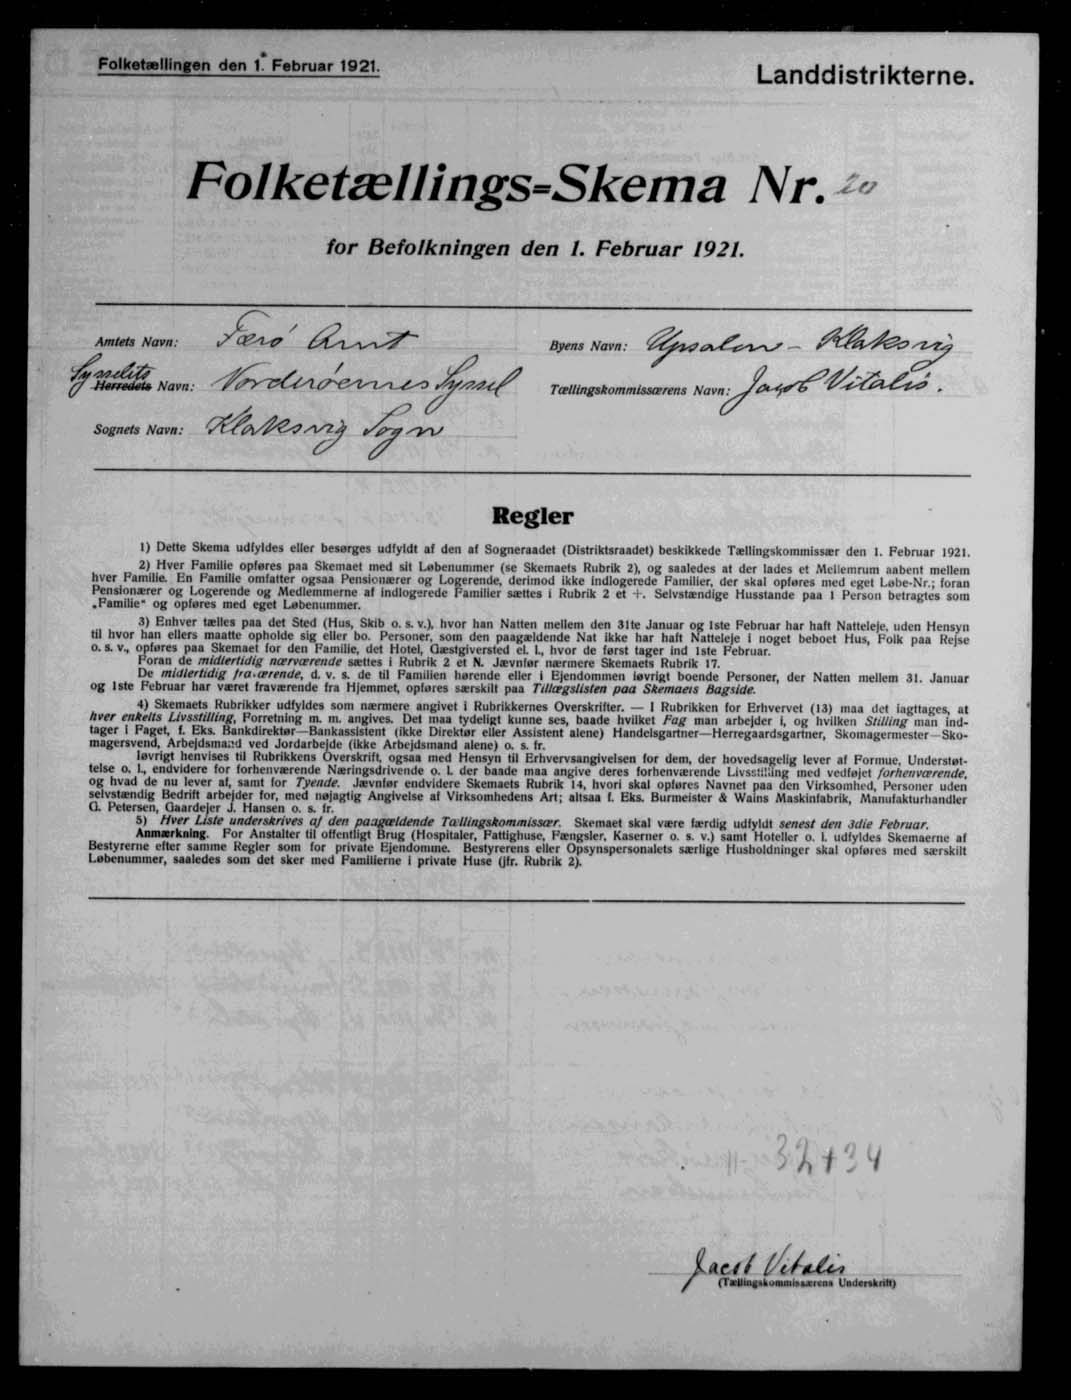 Folketællingen den 1. Februar 1921.
Landdistrikterne.
Folketællings=Skema Nr. 20
for Befolkningen den 1. Februar 1921.
Amtets Navn: Færø Amt
Byens Navn: Upsalen - Klaksvig
Sysselets
Herredets Navn: Norderøernes Syssel
Tællingskommissærens Navn: Jacob Vitalis.
Sognets Navn: Klaksvig Sogn
Regler
1) Dette Skema udfyldes eller besørges udfyldt af den af Sogneraadet (Distriktsraadet) beskikkede Tællingskommissær den 1. Februar 1921.
2) Hver Familie opføres paa Skemaet med sit Løbenummer (se Skemaets Rubrik 2), og saaledes at der lades et Mellemrum aabent mellem
hver Familie. En Familie omfatter ogsaa Pensionærer og Logerende, derimod ikke indlogerede Familier, der skal opføres med eget Løbe-Nr.; foran
Pensionærer og Logerende og Medlemmerne af indlogerede Familier sættes i Rubrik 2 et +. Selvstændige Husstande paa 1 Person betragtes som
„Familie“ og opføres med eget Løbenummer.
3) Enhver tælles paa det Sted (Hus, Skib o. s. v.), hvor han Natten mellem den 31te Januar og 1ste Februar har haft Natteleje, uden Hensyn
til hvor han ellers maatte opholde sig eller bo. Personer, som den paagældende Nat ikke har haft Natteleje i noget beboet Hus, Folk paa Rejse
o. s. v., opføres paa Skemaet for den Familie, det Hotel, Gæstgiversted el. l., hvor de først tager ind 1ste Februar.
Foran de midlertidig nærværende sættes i Rubrik 2 et N. Jævnfør nærmere Skemaets Rubrik 17.
De midlertidig fraværende, d. v. s. de til Familien hørende eller i Ejendommen iøvrigt boende Personer, der Natten mellem 31. Januar
og 1ste Februar har været fraværende fra Hjemmet, opføres særskilt paa Tillægslisten paa Skemaets Bagside.
4) Skemaets Rubrikker udfyldes som nærmere angivet i Rubrikkernes Overskrifter. — I Rubrikken for Erhvervet (13) maa det iagttages, at
hver enkelts Livsstilling, Forretning m. m. angives. Det maa tydeligt kunne ses, baade hvilket Fag man arbejder i, og hvilken Stilling man ind-
tager i Faget, f. Eks. Bankdirektør—Bankassistent (ikke Direktør eller Assistent alene) Handelsgartner—Herregaardsgartner, Skomagermester—Sko-
magersvend, Arbejdsmand ved Jordarbejde (ikke Arbejdsmand alene) o. s. fr.
Iøvrigt henvises til Rubrikkens Overskrift, ogsaa med Hensyn til Erhvervsangivelsen for dem, der hovedsagelig lever af Formue, Understøt-
telse o. l., endvidere for forhenværende Næringsdrivende o. l. der baade maa angive deres forhenværende Livsstilling med vedføjet forhenværende,
og hvad de nu lever af, samt for Tyende. Jævnfør endvidere Skemaets Rubrik 14, hvori skal opføres Navnet paa den Virksomhed, Personer uden
selvstændig Bedrift arbejder for, med nøjagtig Angivelse af Virksomhedens Art; altsaa f. Eks. Burmeister & Wains Maskinfabrik, Manufakturhandler
G. Petersen, Gaardejer J. Hansen o. s. fr.
5) Hver Liste underskrives af den paagældende Tællingskommissær. Skemaet skal være færdig udfyldt senest den 3die Februar.
Anmærkning. For Anstalter til offentligt Brug (Hospitaler, Fattighuse, Fængsler, Kaserner o. s. v.) samt Hoteller o. l. udfyldes Skemaerne af
Bestyrerne efter samme Regler som for private Ejendomme. Bestyrerens eller Opsynspersonalets særlige Husholdninger skal opføres med særskilt
Løbenummer, saaledes som det sker med Familierne i private Huse (jfr. Rubrik 2).
32+34
Jacob Vitalis
(Tællingskommissærens Underskrift)